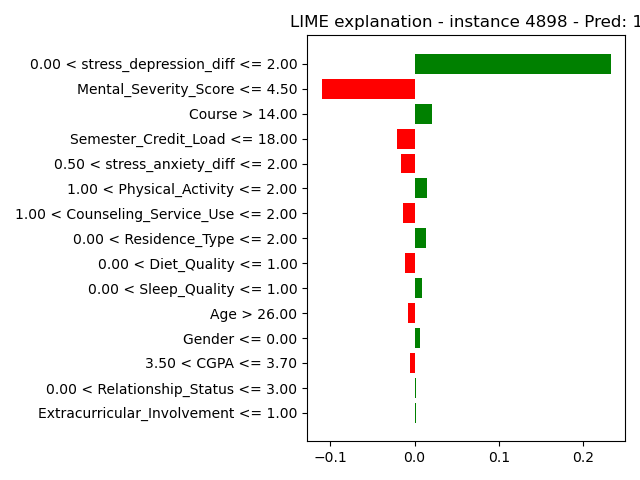 LIME explanation - instance 4898 - Pred: 1
0.00 < stress_depression_diff <= 2.00
Mental_Severity_Score <= 4.50
Course > 14.00
Semester_Credit_Load <= 18.00
0.50 < stress_anxiety_diff <= 2.00
1.00 < Physical_Activity <= 2.00
1.00 < Counseling_Service_Use <= 2.00
0.00 < Residence_Type <= 2.00
0.00 < Diet_Quality <= 1.00
0.00 < Sleep_Quality <= 1.00
Age > 26.00
Gender <= 0.00
3.50 < CGPA <= 3.70
0.00 < Relationship_Status <= 3.00
Extracurricular_Involvement <= 1.00
−0.1 0.0 0.1 0.2